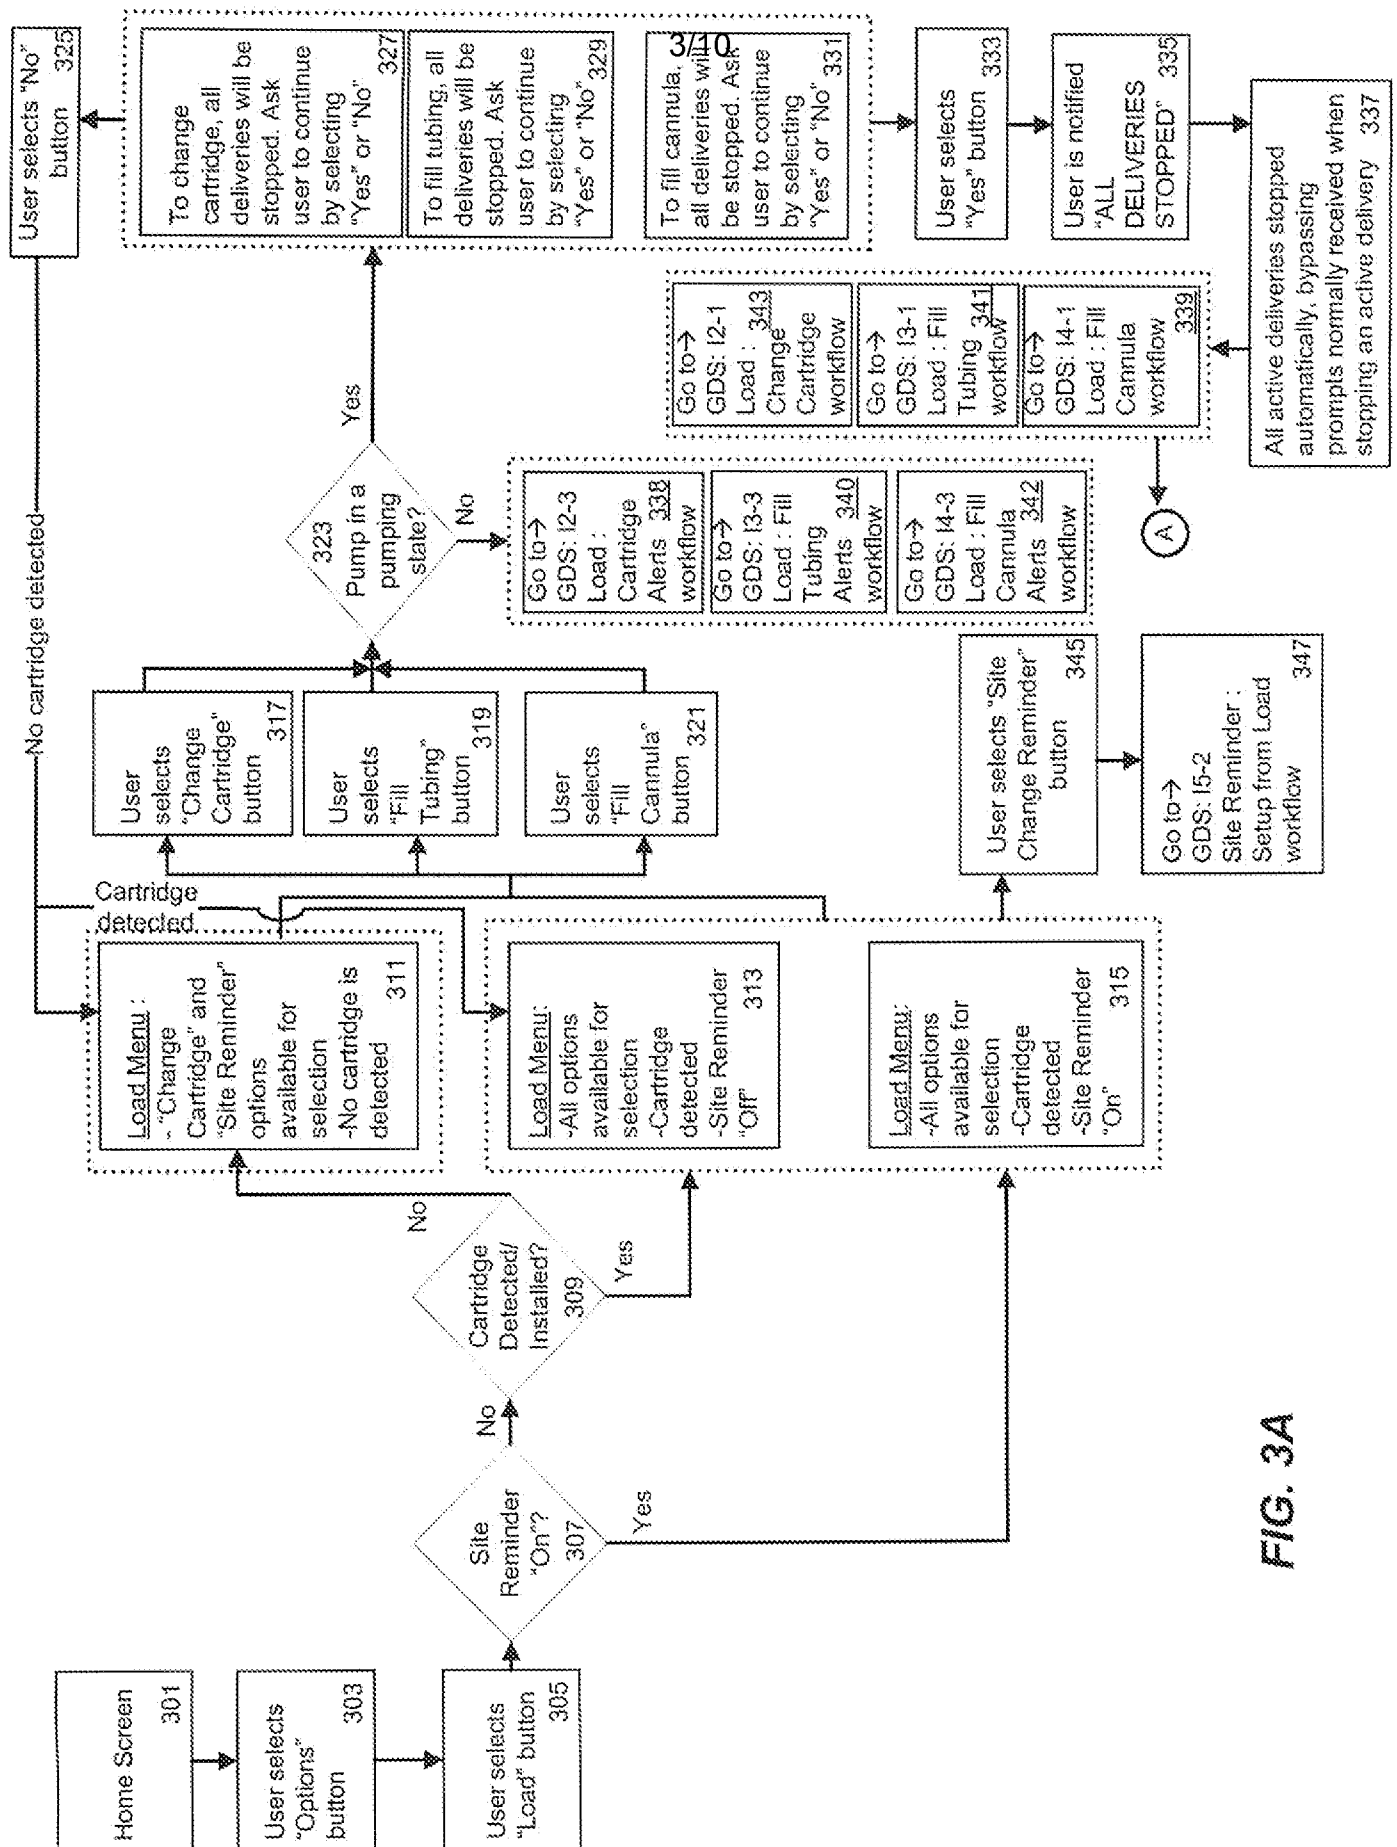 3/10
Home Screen
301
User selects
"Options"
button 303
User selects
"Load" button
305
Site
Reminder
"On"?
307
No
Yes
Cartridge
Detected/
Installed?
309
No
Yes
Load Menu :
- "Change
Cartridge" and
"Site Reminder"
options
available for
selection
-No cartridge is
detected 311
Load Menu:
-All options
available for
selection
-Cartridge
detected
-Site Reminder
"Off" 313
Load Menu:
-All options
available for
selection
-Cartridge
detected
-Site Reminder
"On" 315
No cartridge detected
Cartridge
detected
User
selects
"Change
Cartridge"
button 317
User
selects
"Fill
Tubing"
button 319
User
selects
"Fill
Cannula"
button 321
323
Pump in a
pumping
state?
Yes
No
User selects "No"
button 325
To change
cartridge, all
deliveries will be
stopped. Ask
user to continue
by selecting
"Yes" or "No" 327
To fill tubing, all
deliveries will be
stopped. Ask
user to continue
by selecting
"Yes" or "No" 329
To fill cannula,
all deliveries will
be stopped. Ask
user to continue
by selecting
"Yes" or "No" 331
User selects
"Yes" button 333
User is notified
"ALL
DELIVERIES
STOPPED" 335
All active deliveries stopped
automatically, bypassing
prompts normally received when
stopping an active delivery 337
Go to→
GDS: I2-1
Load : 343
Change
Cartridge
workflow
Go to→
GDS: I3-1
Load : Fill
Tubing 341
workflow
Go to→
GDS: I4-1
Load : Fill
Cannula
workflow 339
A
Go to→
GDS: I2-3
Load :
Cartridge
Alerts 338
workflow
Go to→
GDS: I3-3
Load : Fill
Tubing
Alerts 340
workflow
Go to→
GDS: I4-3
Load : Fill
Cannula
Alerts 342
workflow
User selects "Site
Change Reminder"
button 345
Go to→
GDS: I5-2
Site Reminder :
Setup from Load
workflow 347
FIG. 3A